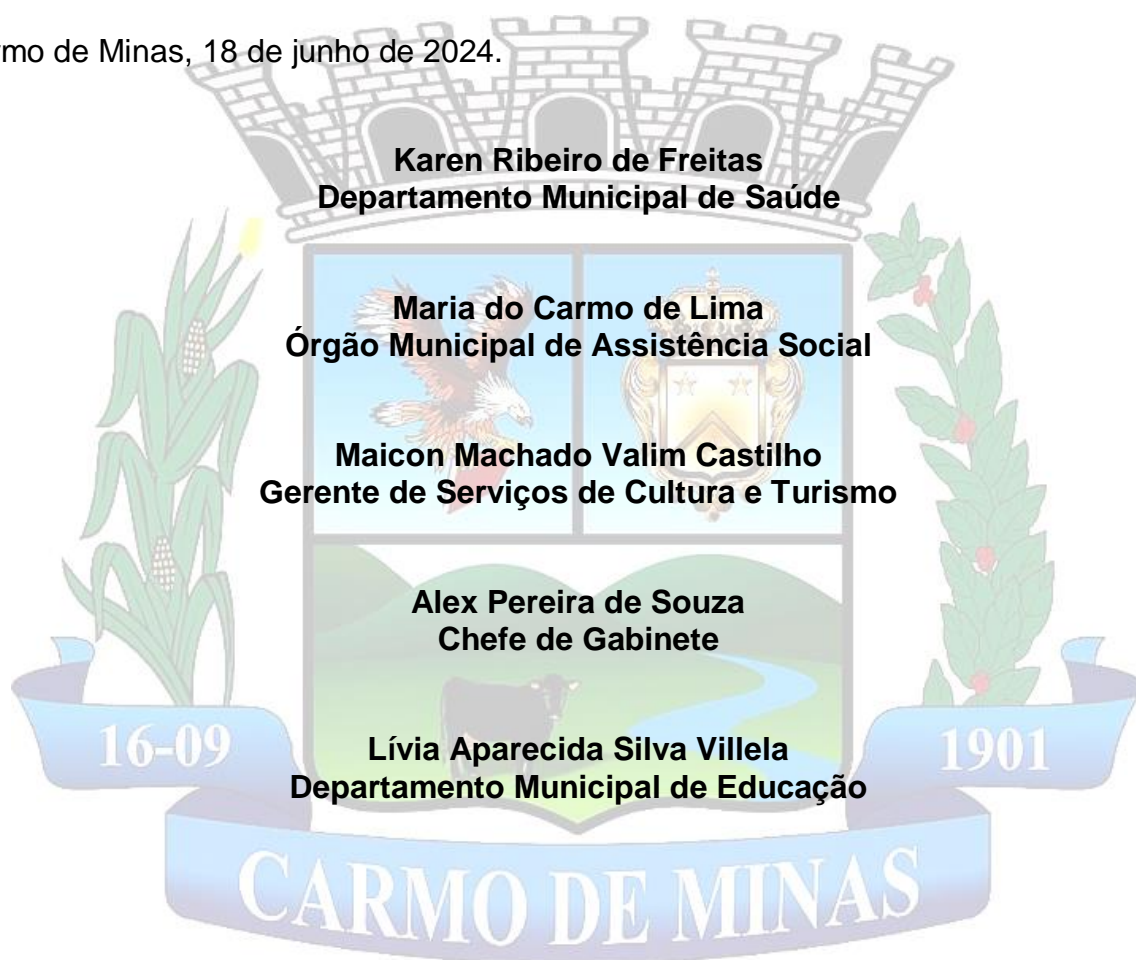 rmo de Minas, 18 de junho de 2024.
Karen Ribeiro de Freitas
Departamento Municipal de Saúde
Maria do Carmo de Lima
Órgão Municipal de Assistência Social
Maicon Machado Valim Castilho
Gerente de Serviços de Cultura e Turismo
Alex Pereira de Souza
Chefe de Gabinete
Lívia Aparecida Silva Villela
Departamento Municipal de Educação
16-09
1901
CARMO DE MINAS